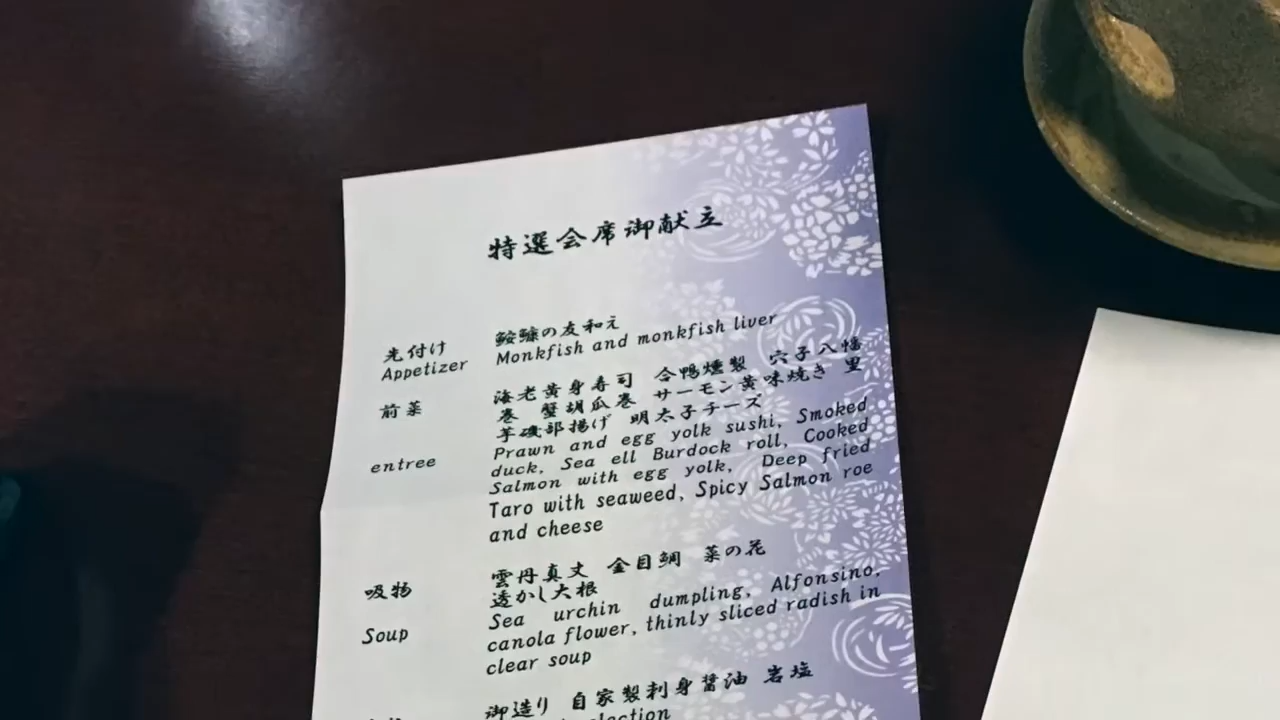 特選会席御献立
先付け
鮟鱇の友和え
Appetizer
Monkfish and monkfish liver
前菜
海老黄身寿司 合鴨燻製 穴子八幡
巻 蟹胡瓜巻 サーモン黄味焼き 里
芋磯部揚げ 明太子チーズ
entree
Prawn and egg yolk sushi, Smoked
duck, Sea ell Burdock roll, Cooked
Salmon with egg yolk, Deep fried
Taro with seaweed, Spicy Salmon roe
and cheese
吸物
雲丹真丈 金目鯛 菜の花
透かし大根
Soup
Sea urchin dumpling, Alfonsino,
canola flower, thinly sliced radish in
clear soup
御造り 自家製刺身醤油 岩塩